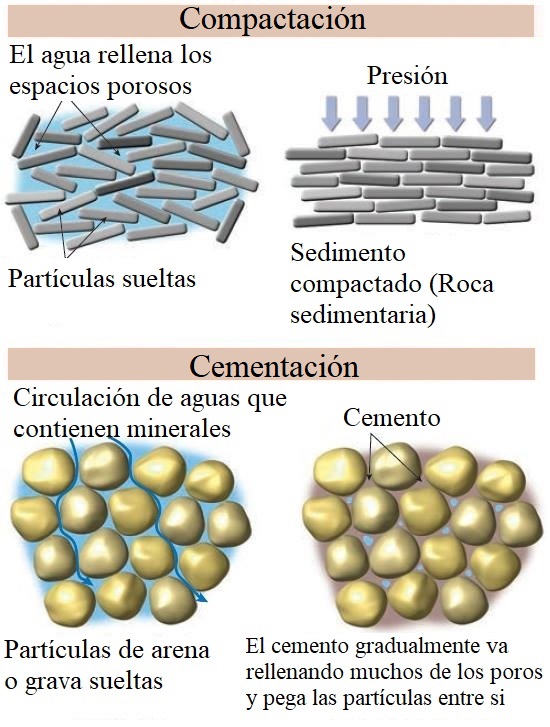 Compactación
El agua rellena los
espacios porosos
Presión
Partículas sueltas
Sedimento
compactado (Roca
sedimentaria)
Cementación
Circulación de aguas que
contienen minerales
Cemento
Partículas de arena
o grava sueltas
El cemento gradualmente va
rellenando muchos de los poros
y pega las partículas entre si